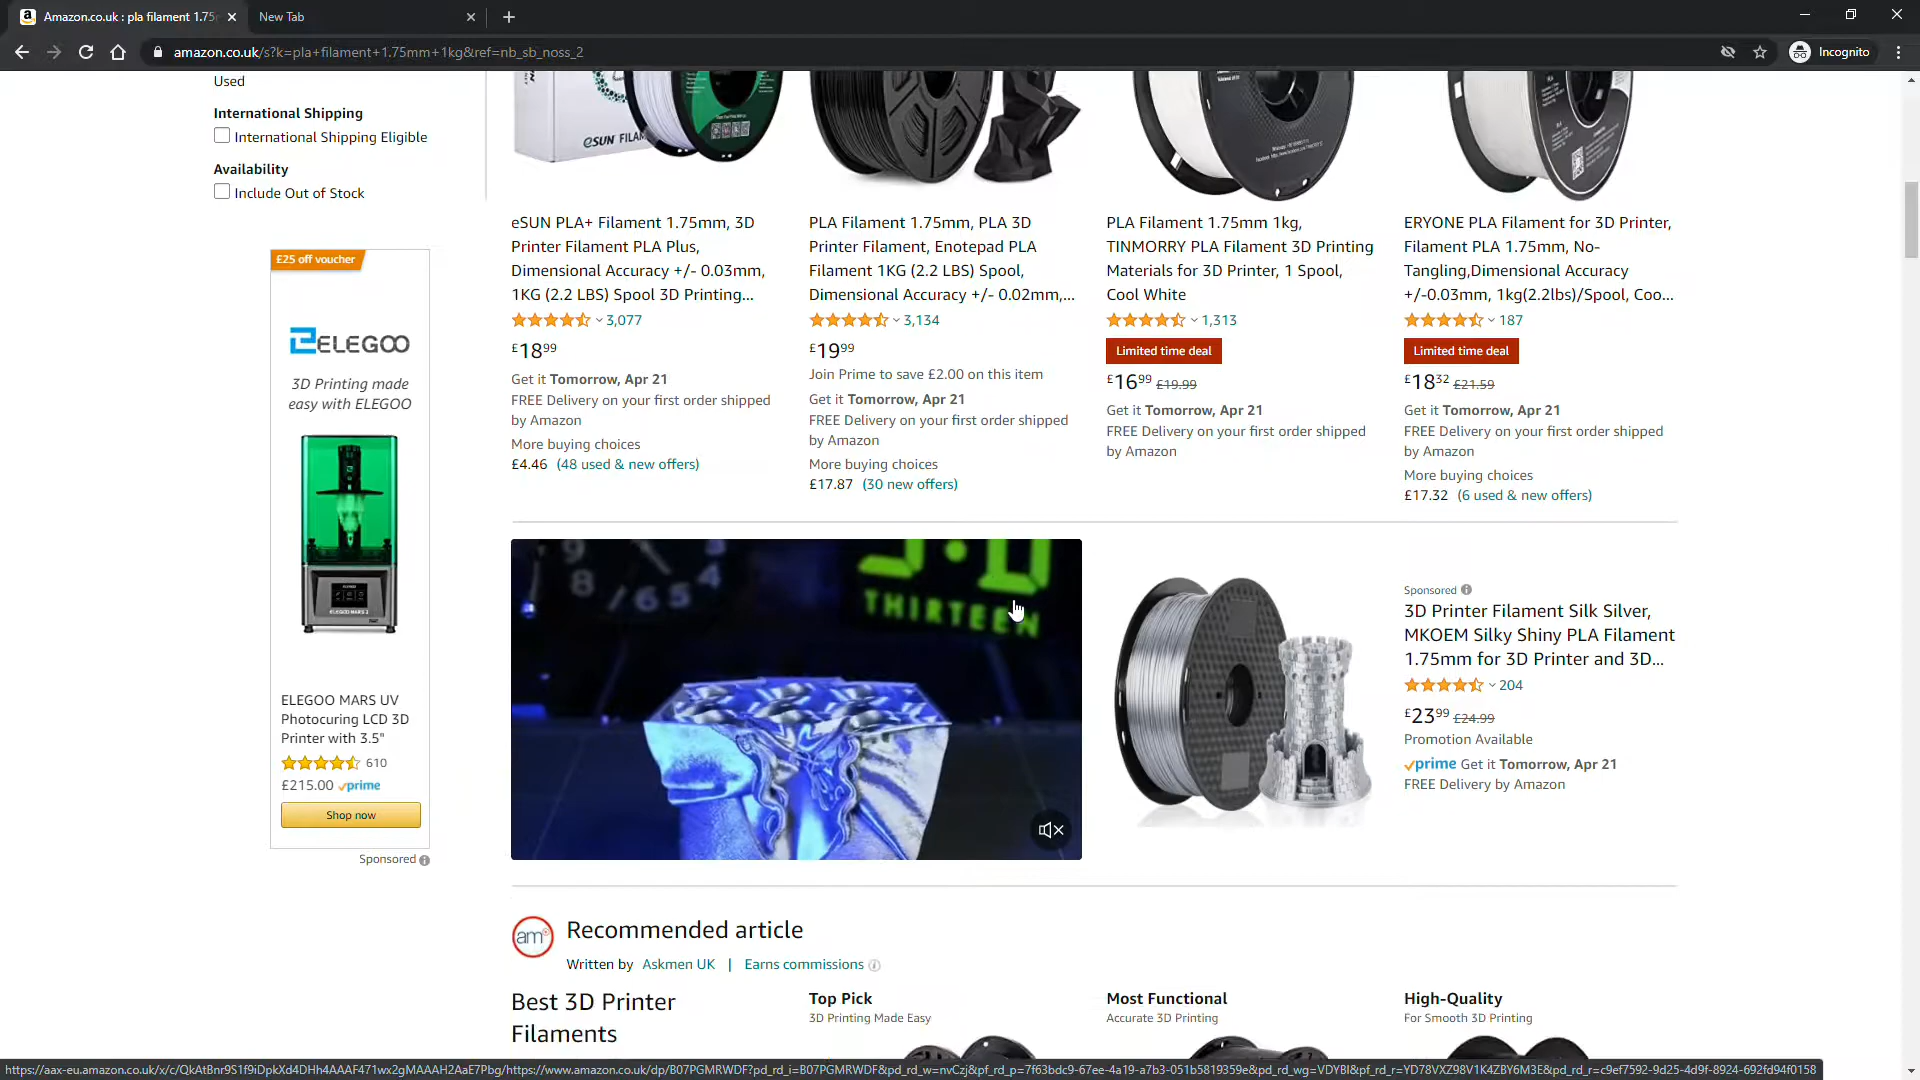 Amazon.co.uk : pla filament 1.75m
New Tab
amazon.co.uk/s?k=pla+filament+1.75mm+1kg&ref=nb_sb_noss_2
Incognito
Used
International Shipping
International Shipping Eligible
Availability
Include Out of Stock
£25 off voucher
ELEGOO
3D Printing made
easy with ELEGOO
ELEGOO MARS UV
Photocuring LCD 3D
Printer with 3.5"
610
£215.00 prime
Shop now
Sponsored
eSUN FILA
eSUN PLA+ Filament 1.75mm, 3D
Printer Filament PLA Plus,
Dimensional Accuracy +/- 0.03mm,
1KG (2.2 LBS) Spool 3D Printing...
3,077
£18⁹⁹
Get it Tomorrow, Apr 21
FREE Delivery on your first order shipped
by Amazon
More buying choices
£4.46 (48 used & new offers)
PLA Filament 1.75mm, PLA 3D
Printer Filament, Enotepad PLA
Filament 1KG (2.2 LBS) Spool,
Dimensional Accuracy +/- 0.02mm,...
3,134
£19⁹⁹
Join Prime to save £2.00 on this item
Get it Tomorrow, Apr 21
FREE Delivery on your first order shipped
by Amazon
More buying choices
£17.87 (30 new offers)
PLA Filament 1.75mm 1kg,
TINMORRY PLA Filament 3D Printing
Materials for 3D Printer, 1 Spool,
Cool White
1,313
Limited time deal
£16⁹⁹ £19.99
Get it Tomorrow, Apr 21
FREE Delivery on your first order shipped
by Amazon
ERYONE PLA Filament for 3D Printer,
Filament PLA 1.75mm, No-
Tangling,Dimensional Accuracy
+/-0.03mm, 1kg(2.2lbs)/Spool, Coo...
187
Limited time deal
£18³² £21.59
Get it Tomorrow, Apr 21
FREE Delivery on your first order shipped
by Amazon
More buying choices
£17.32 (6 used & new offers)
9 3
8/654
THIRTEEN
Sponsored
3D Printer Filament Silk Silver,
MKOEM Silky Shiny PLA Filament
1.75mm for 3D Printer and 3D...
204
£23⁹⁹ £24.99
Promotion Available
prime Get it Tomorrow, Apr 21
FREE Delivery by Amazon
am
Recommended article
Written by Askmen UK | Earns commissions
Best 3D Printer
Filaments
Top Pick
3D Printing Made Easy
Most Functional
Accurate 3D Printing
High-Quality
For Smooth 3D Printing
https://aax-eu.amazon.co.uk/x/c/QkAtBnr9S1f9iDpkXd4DHh4AAAF471wx2gMAAAH2AaE7Pbg/https://www.amazon.co.uk/dp/B07PGMRWDF?pd_rd_i=B07PGMRWDF&pd_rd_w=nvCzj&pf_rd_p=7f63bdc9-67ee-4a19-a7b3-051b5819359e&pd_rd_wg=VDYBI&pf_rd_r=YD78VXZ98V1K4ZBY6M3E&pd_rd_r=c9ef7592-9d25-4d9f-8924-692fd94f0158